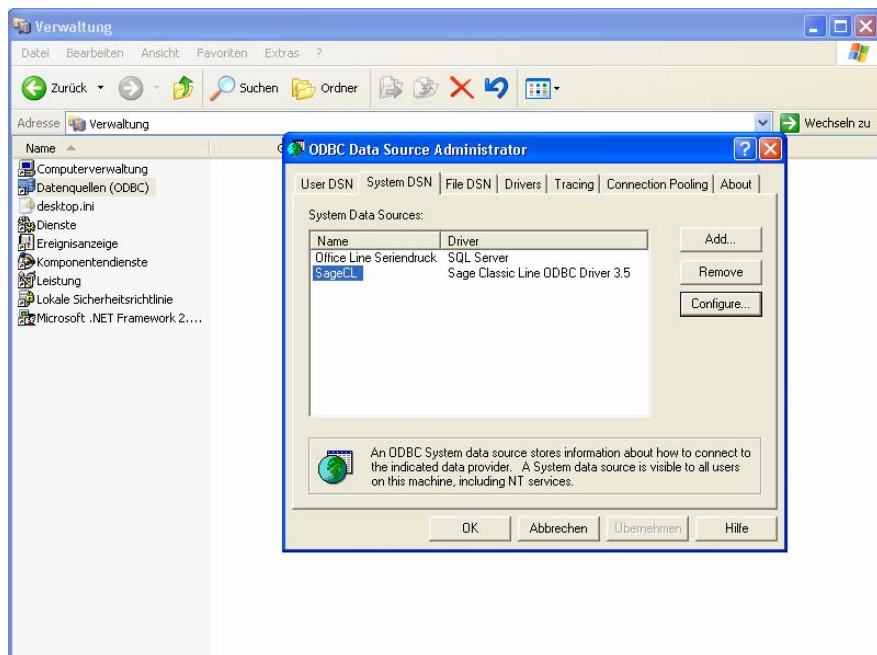 Verwaltung
Datei Bearbeiten Ansicht Favoriten Extras ?
Zurück Suchen Ordner
Adresse Verwaltung Wechseln zu
Name
Computerverwaltung
Datenquellen (ODBC)
desktop.ini
Dienste
Ereignisanzeige
Komponentendienste
Leistung
Lokale Sicherheitsrichtlinie
Microsoft .NET Framework 2....
ODBC Data Source Administrator
User DSN System DSN File DSN Drivers Tracing Connection Pooling About
System Data Sources:
Name Driver
Office Line Seriendruck SQL Server
SageCL Sage Classic Line ODBC Driver 3.5
Add...
Remove
Configure...
An ODBC System data source stores information about how to connect to
the indicated data provider. A System data source is visible to all users
on this machine, including NT services.
OK Abbrechen Übernehmen Hilfe